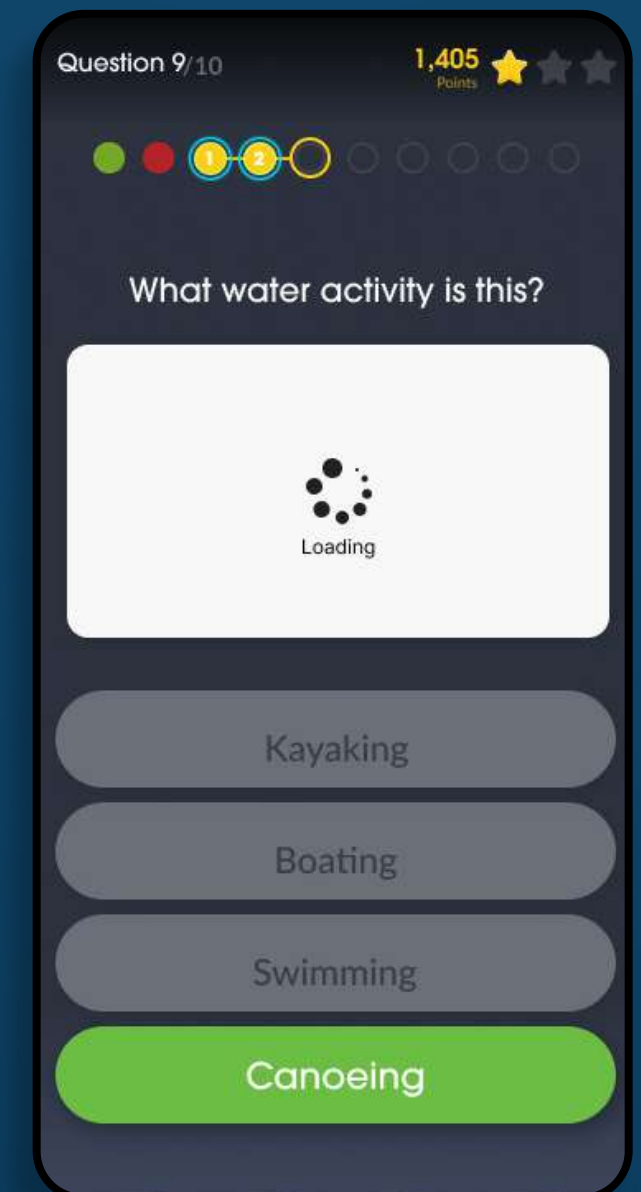 Question 9/10
1,405
Points
1 2
What water activity is this?
Loading
Kayaking
Boating
Swimming
Canoeing